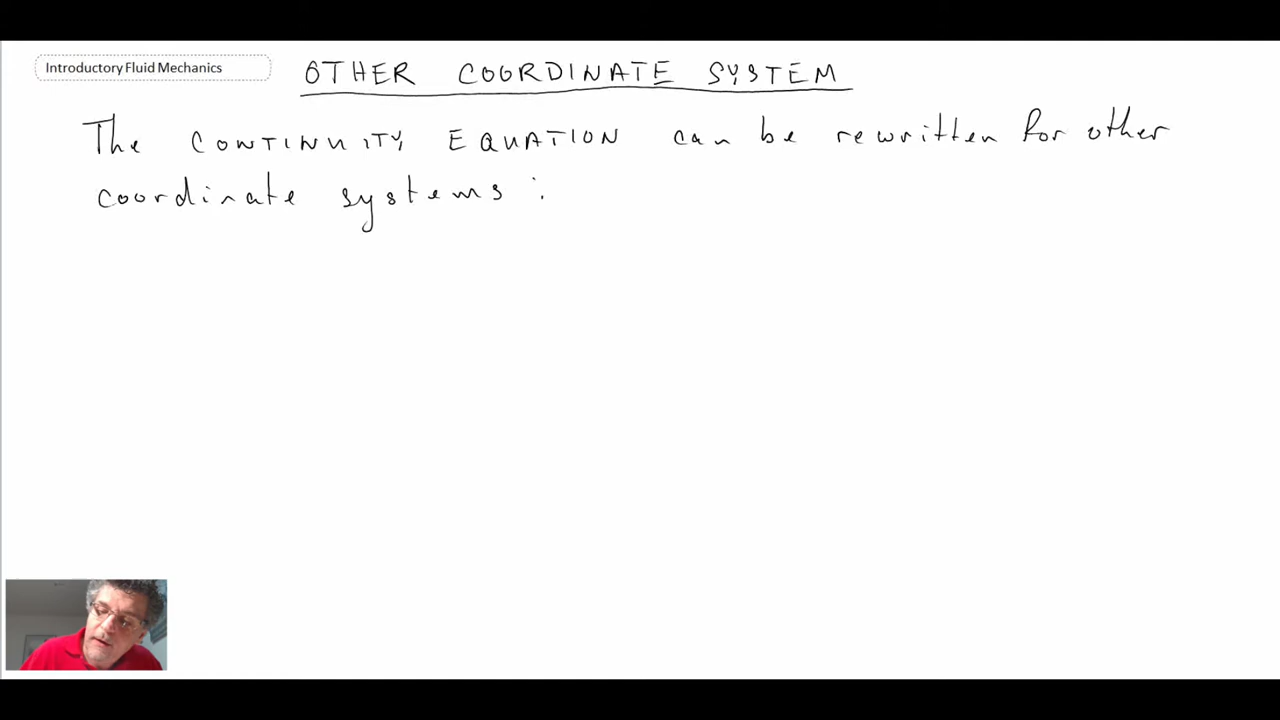 Introductory Fluid Mechanics
OTHER COORDINATE SYSTEM
The CONTINUITY EQUATION can be rewritten for other
coordinate systems :